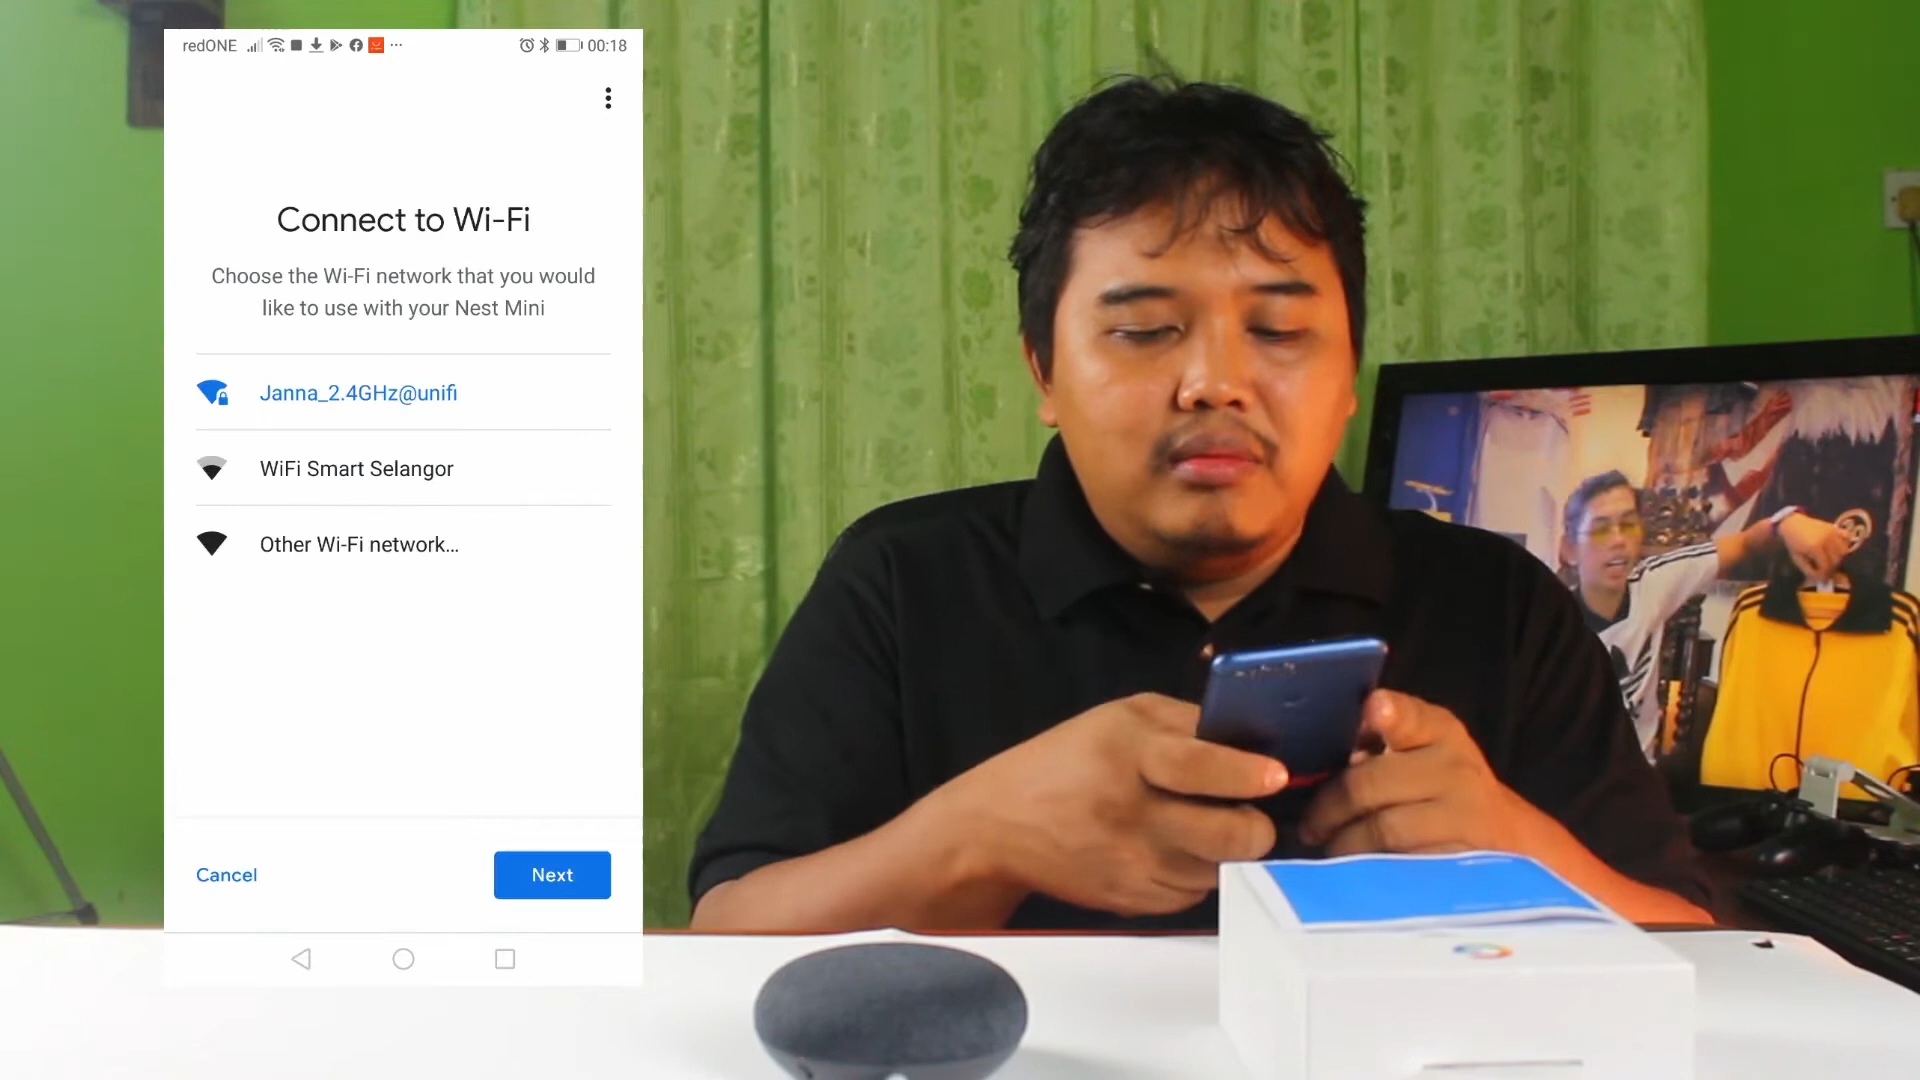 redONE
00:18
Connect to Wi-Fi
Choose the Wi-Fi network that you would
like to use with your Nest Mini
Janna_2.4GHz@unifi
WiFi Smart Selangor
Other Wi-Fi network...
Cancel
Next